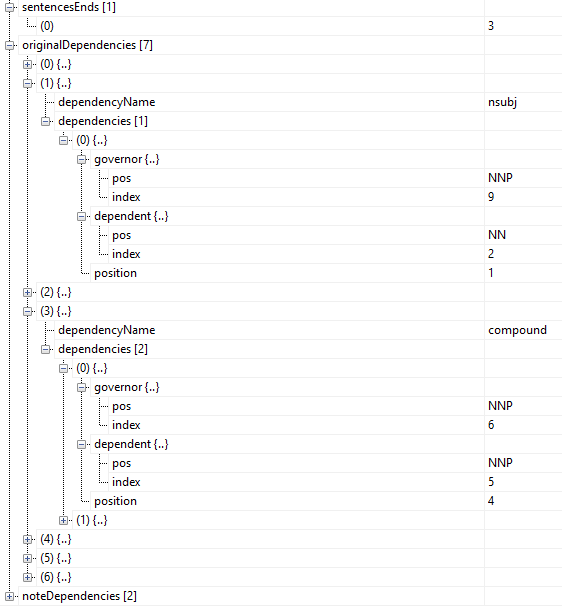 sentencesEnds [1]
(0) 3
originalDependencies [7]
(0) {..}
(1) {..}
dependencyName nsubj
dependencies [1]
(0) {..}
governor {..}
pos NNP
index 9
dependent {..}
pos NN
index 2
position 1
(2) {..}
(3) {..}
dependencyName compound
dependencies [2]
(0) {..}
governor {..}
pos NNP
index 6
dependent {..}
pos NNP
index 5
position 4
(1) {..}
(4) {..}
(5) {..}
(6) {..}
noteDependencies [2]